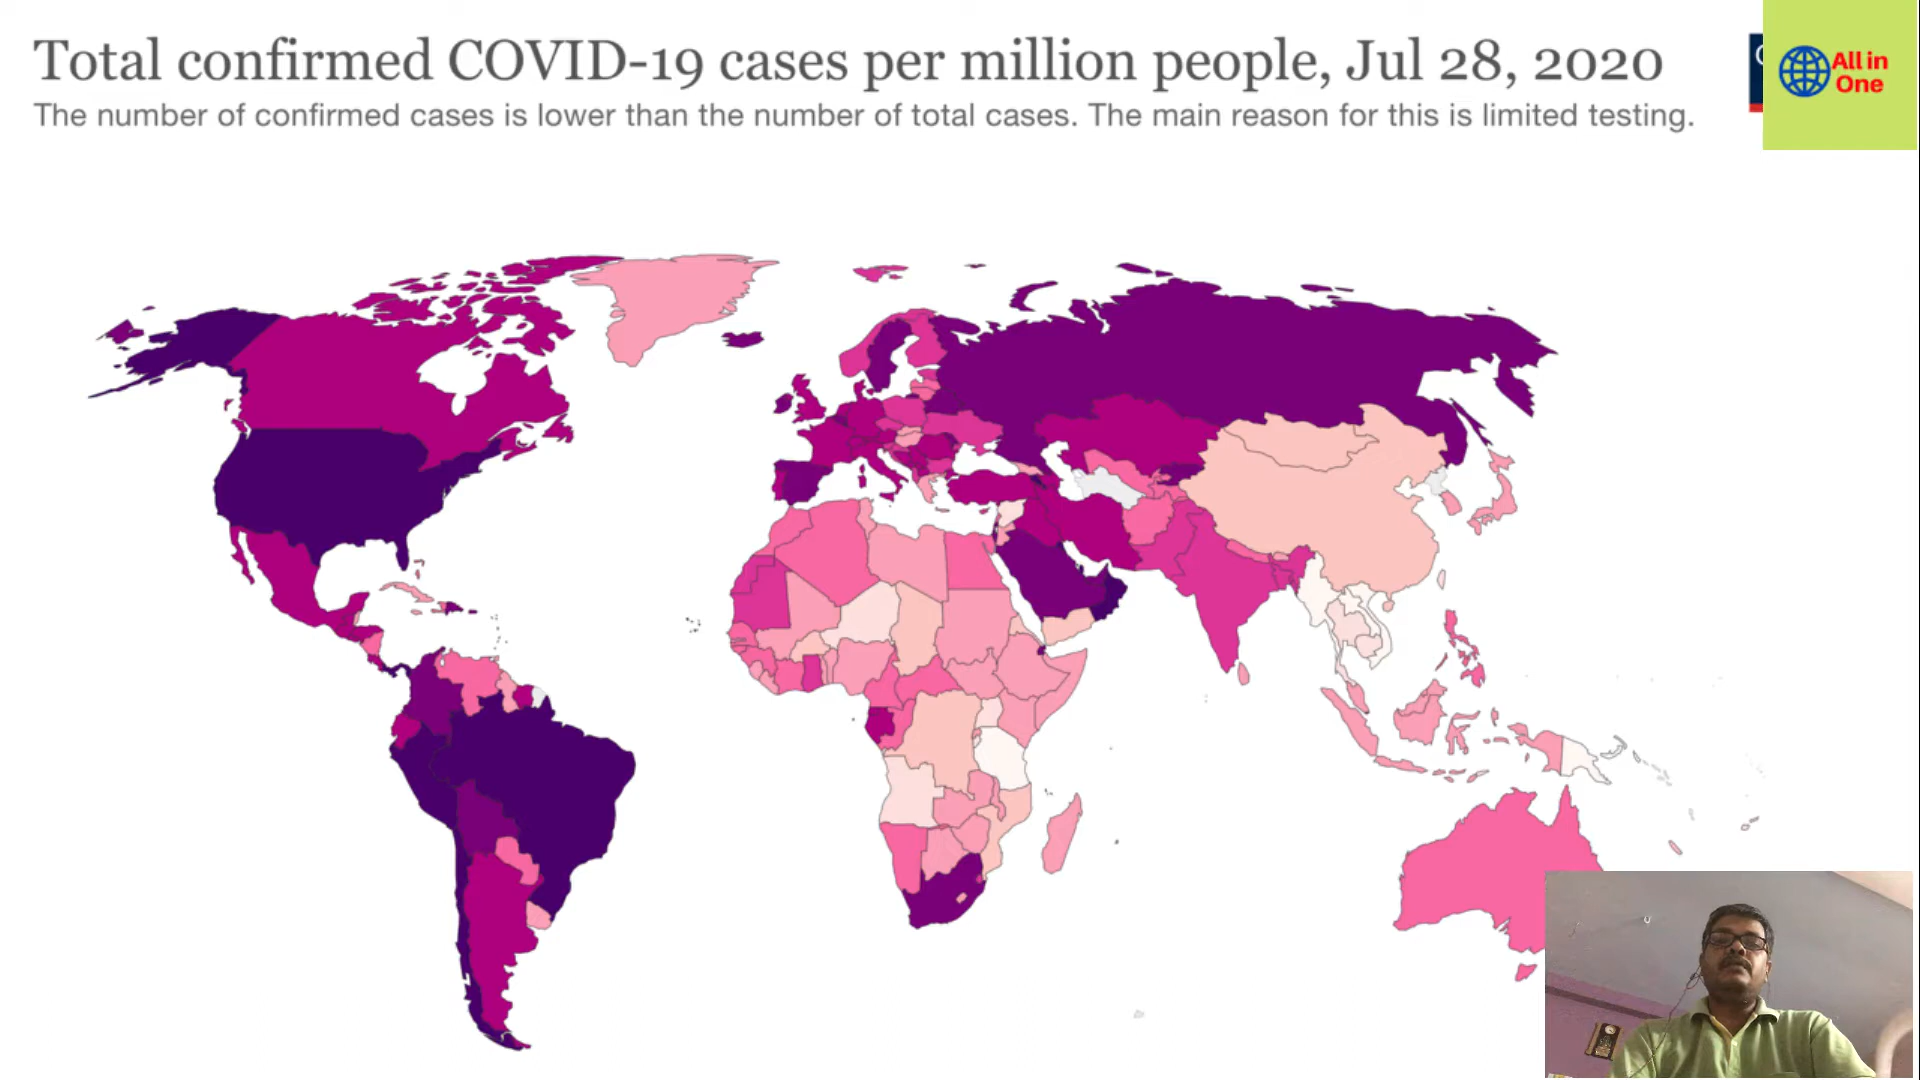 Total confirmed COVID-19 cases per million people, Jul 28, 2020
The number of confirmed cases is lower than the number of total cases. The main reason for this is limited testing.
All in
One